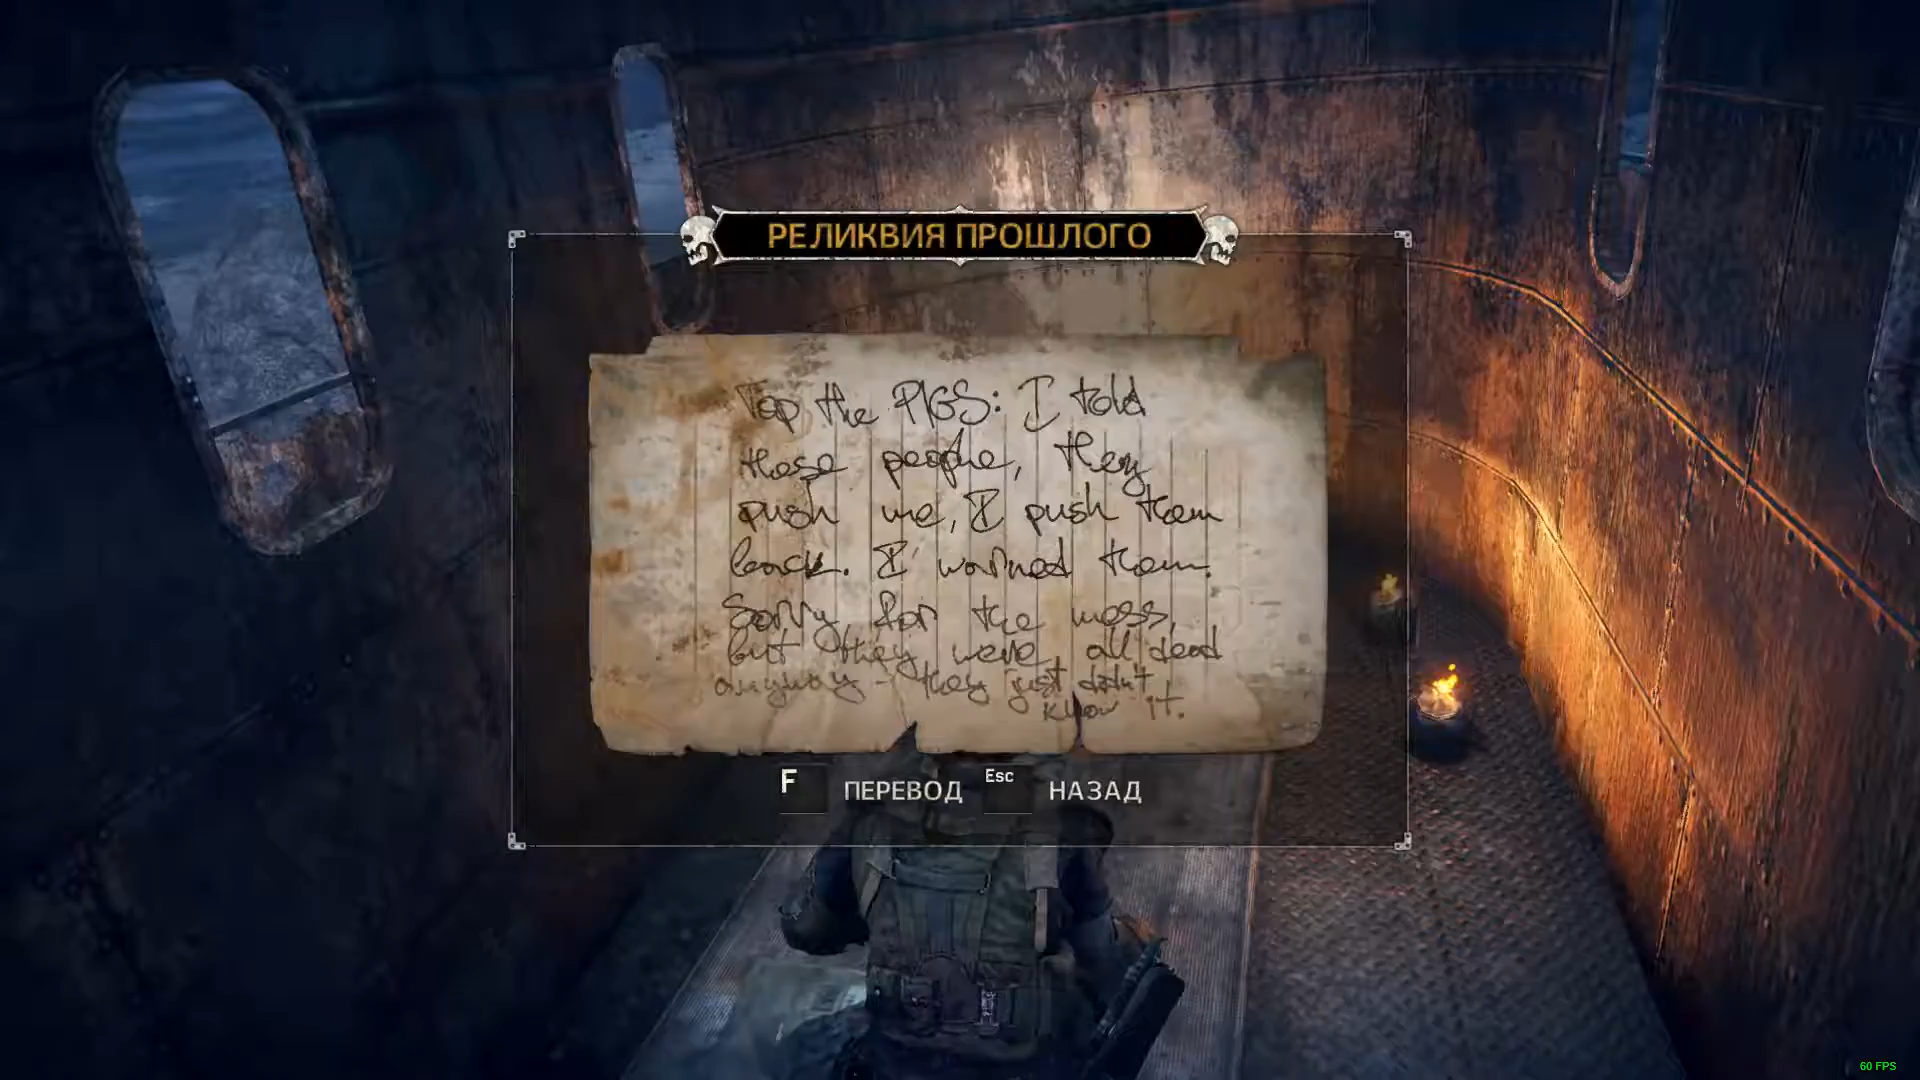 РЕЛИКВИЯ ПРОШЛОГО
Top the PIGS: I told
these people, they
push me, I push them
back. I warned them.
Sorry for the mess,
but they were all dead
anyway - they just didn't
know it.
F ПЕРЕВОД Esc НАЗАД
60 FPS